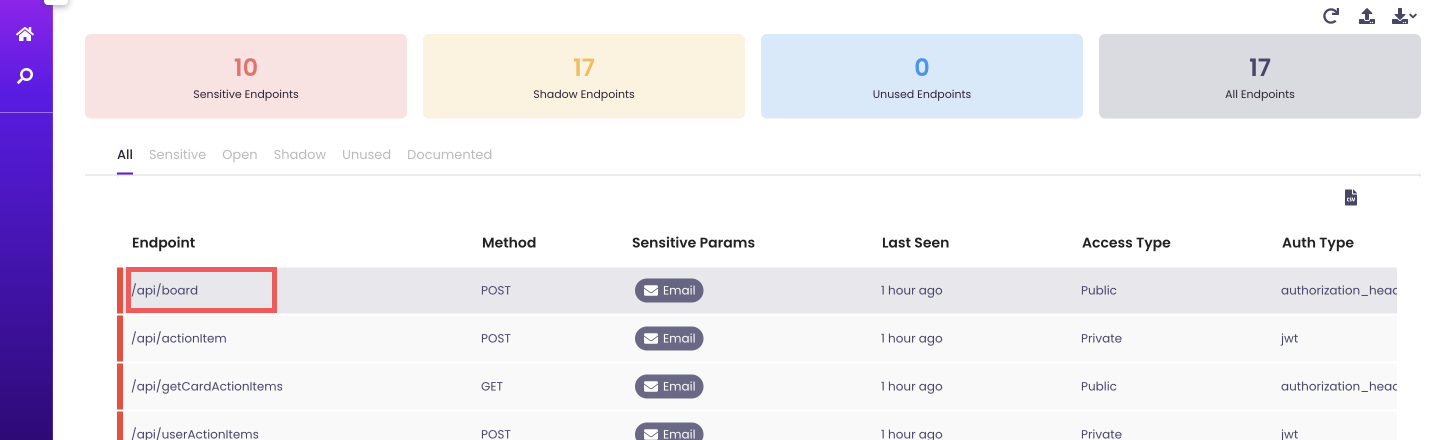 10
Sensitive Endpoints
17
Shadow Endpoints
0
Unused Endpoints
17
All Endpoints
All Sensitive Open Shadow Unused Documented
CSV
Endpoint Method Sensitive Params Last Seen Access Type Auth Type
/api/board POST Email 1 hour ago Public authorization_head
/api/actionItem POST Email 1 hour ago Private jwt
/api/getCardActionItems GET Email 1 hour ago Public authorization_head
/api/userActionItems POST Email 1 hour ago Private jwt